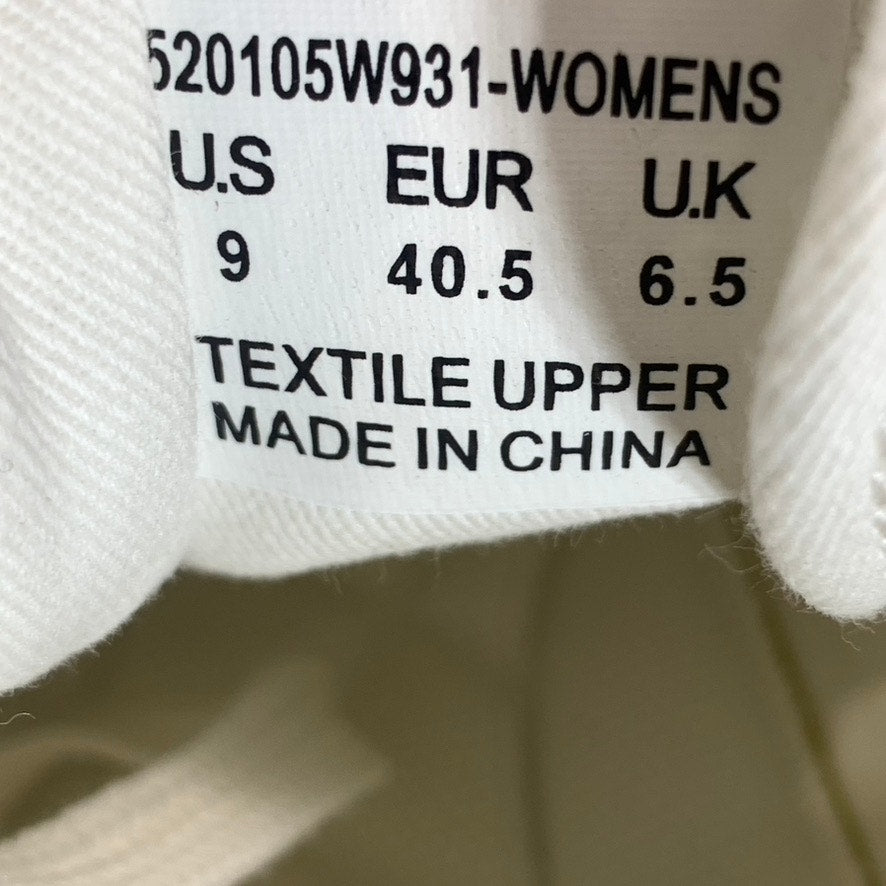 520105W931-WOMENS
U.S EUR U.K
9 40.5 6.5
TEXTILE UPPER
MADE IN CHINA